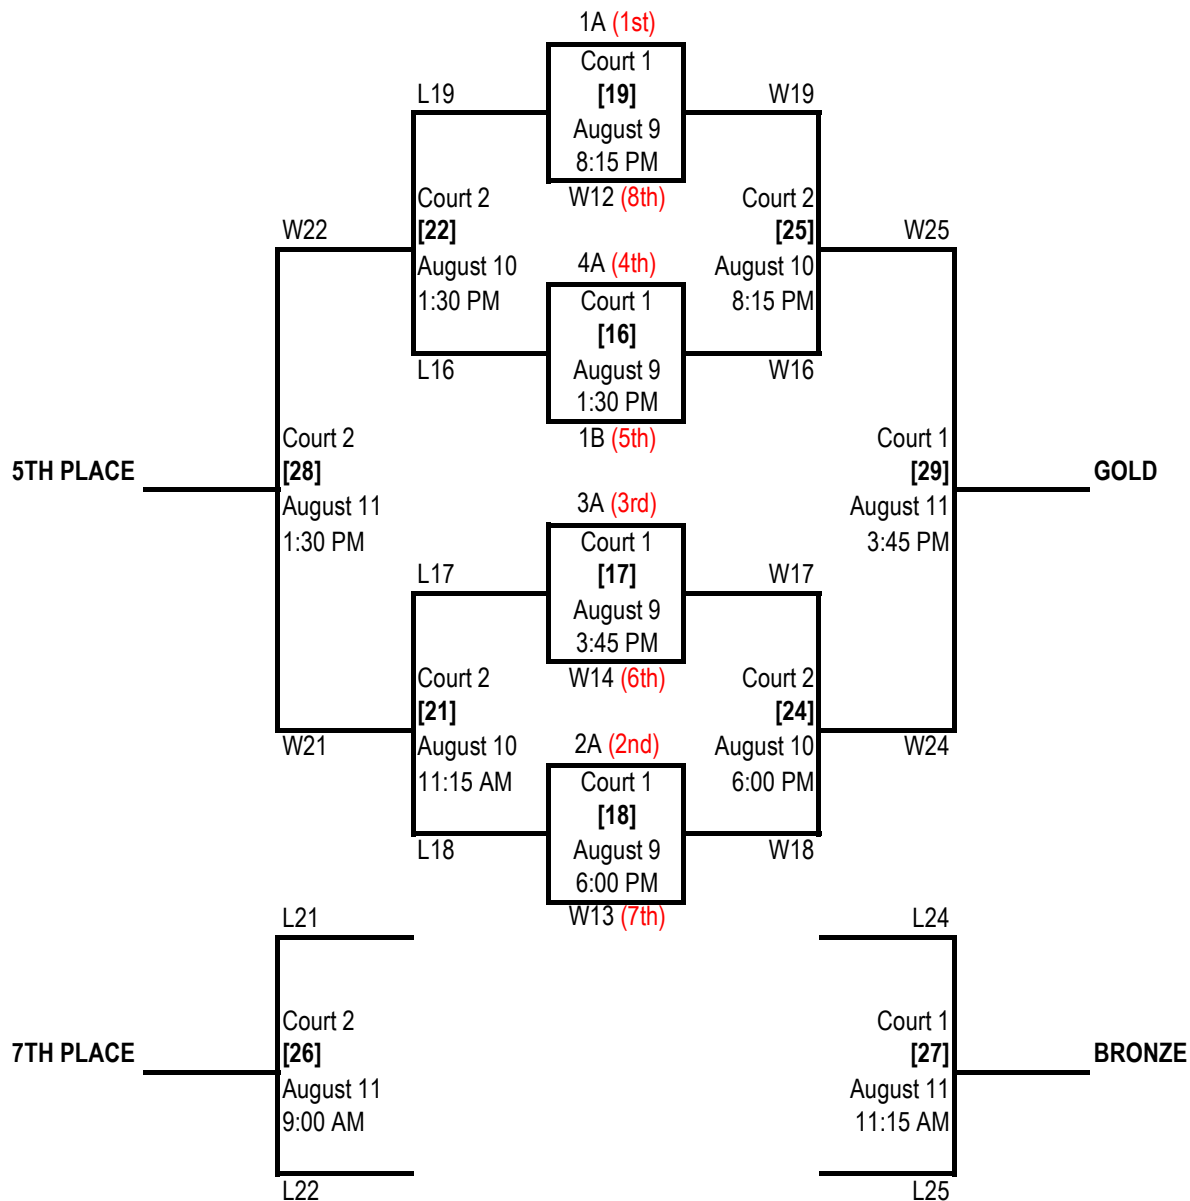 1A (1st)
Court 1
[19]
August 9
8:15 PM
W12 (8th)
L19
W19
Court 2
[22]
August 10
1:30 PM
Court 2
[25]
August 10
8:15 PM
W22
W25
4A (4th)
Court 1
[16]
August 9
1:30 PM
1B (5th)
L16
W16
Court 2
[28]
August 11
1:30 PM
Court 1
[29]
August 11
3:45 PM
5TH PLACE
GOLD
3A (3rd)
Court 1
[17]
August 9
3:45 PM
W14 (6th)
L17
W17
Court 2
[21]
August 10
11:15 AM
Court 2
[24]
August 10
6:00 PM
W21
W24
2A (2nd)
Court 1
[18]
August 9
6:00 PM
W13 (7th)
L18
W18
L21
Court 2
[26]
August 11
9:00 AM
L22
7TH PLACE
L24
Court 1
[27]
August 11
11:15 AM
L25
BRONZE